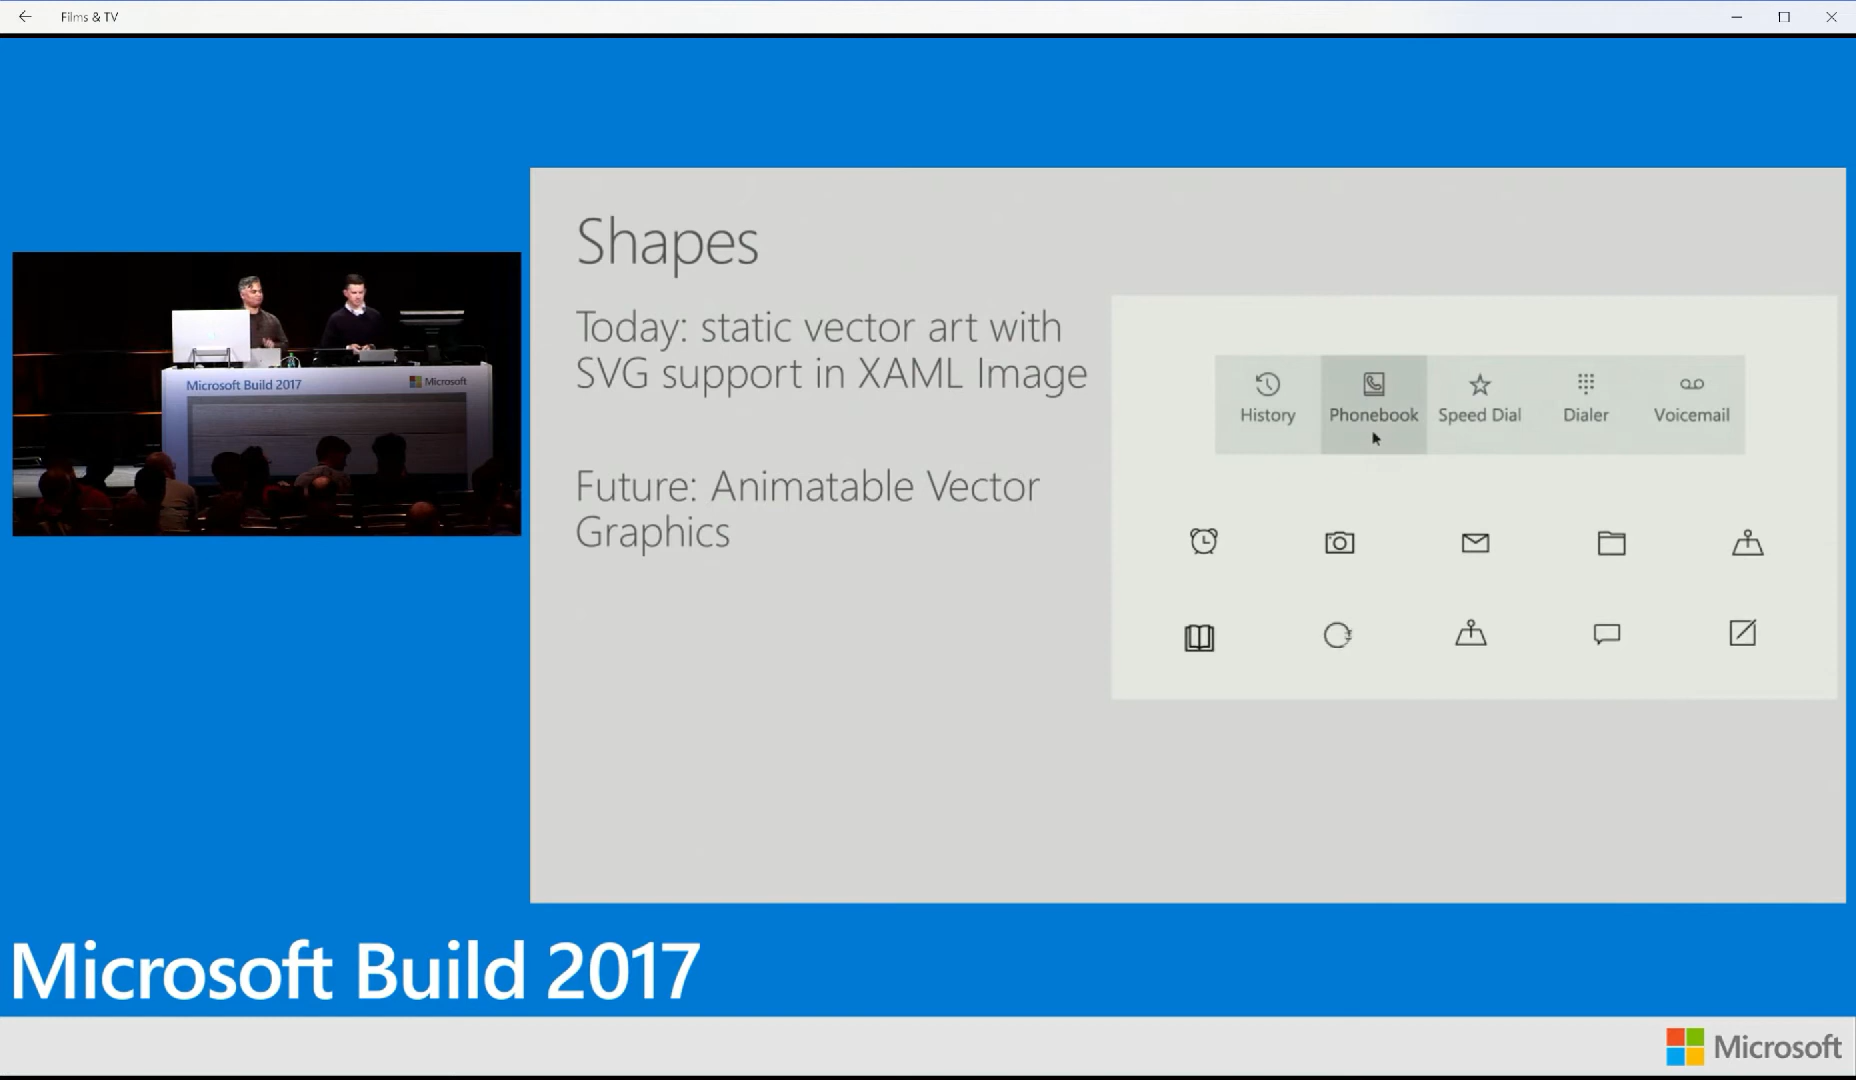 Films & TV
Microsoft Build 2017
Microsoft
Shapes
Today: static vector art with
SVG support in XAML Image
Future: Animatable Vector
Graphics
History
Phonebook
Speed Dial
Dialer
Voicemail
Microsoft Build 2017
Microsoft